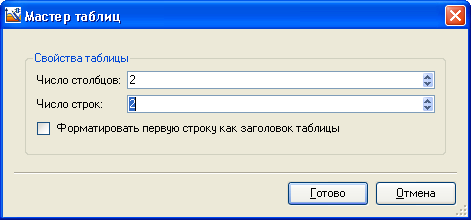 Мастер таблиц
Свойства таблицы
Число столбцов: 2
Число строк: 2
Форматировать первую строку как заголовок таблицы
Готово
Отмена